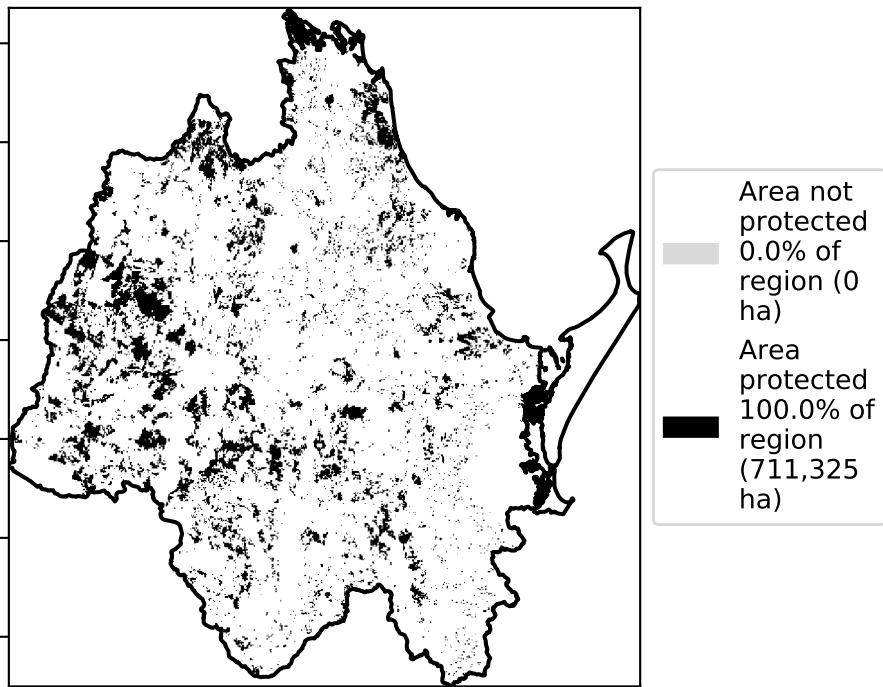 Area not
protected
0.0% of
region (0
ha)
Area
protected
100.0% of
region
(711,325
ha)